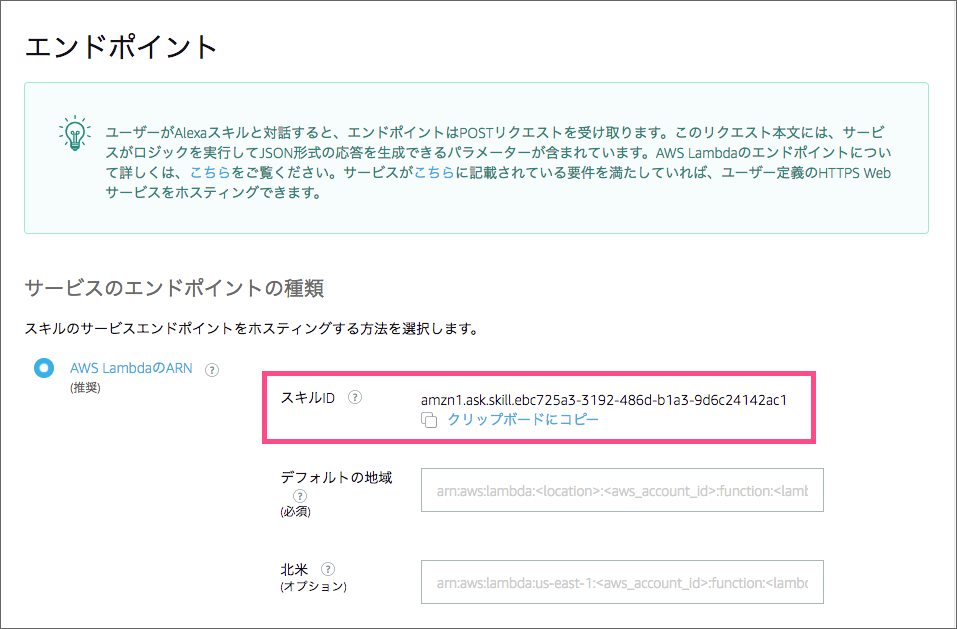 エンドポイント
ユーザーがAlexaスキルと対話すると、エンドポイントはPOSTリクエストを受け取ります。このリクエスト本文には、サービ
スがロジックを実行してJSON形式の応答を生成できるパラメーターが含まれています。AWS Lambdaのエンドポイントについ
て詳しくは、こちらをご覧ください。サービスがこちらに記載されている要件を満たしていれば、ユーザー定義のHTTPS Web
サービスをホスティングできます。
サービスのエンドポイントの種類
スキルのサービスエンドポイントをホスティングする方法を選択します。
AWS LambdaのARN ?
(推奨)
スキルID ? amzn1.ask.skill.ebc725a3-3192-486d-b1a3-9d6c24142ac1
クリップボードにコピー
デフォルトの地域 arn:aws:lambda:<location>:<aws_account_id>:function:<lamb
?
(必須)
北米 ? arn:aws:lambda:us-east-1:<aws_account_id>:function:<lambd
(オプション)